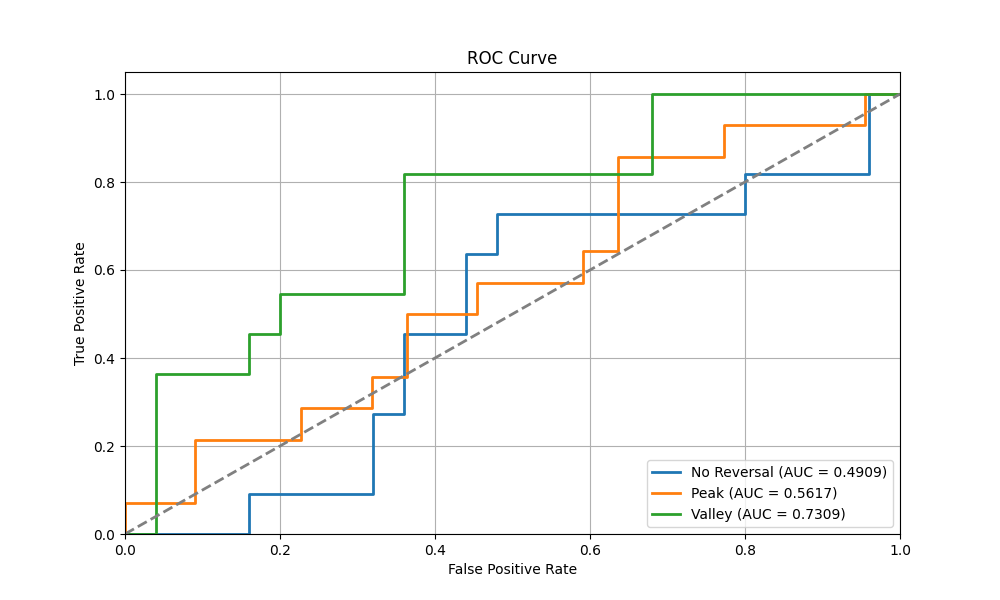 ROC Curve
True Positive Rate
1.0
0.8
0.6
0.4
0.2
0.0
0.0 0.2 0.4 0.6 0.8 1.0
False Positive Rate
No Reversal (AUC = 0.4909)
Peak (AUC = 0.5617)
Valley (AUC = 0.7309)